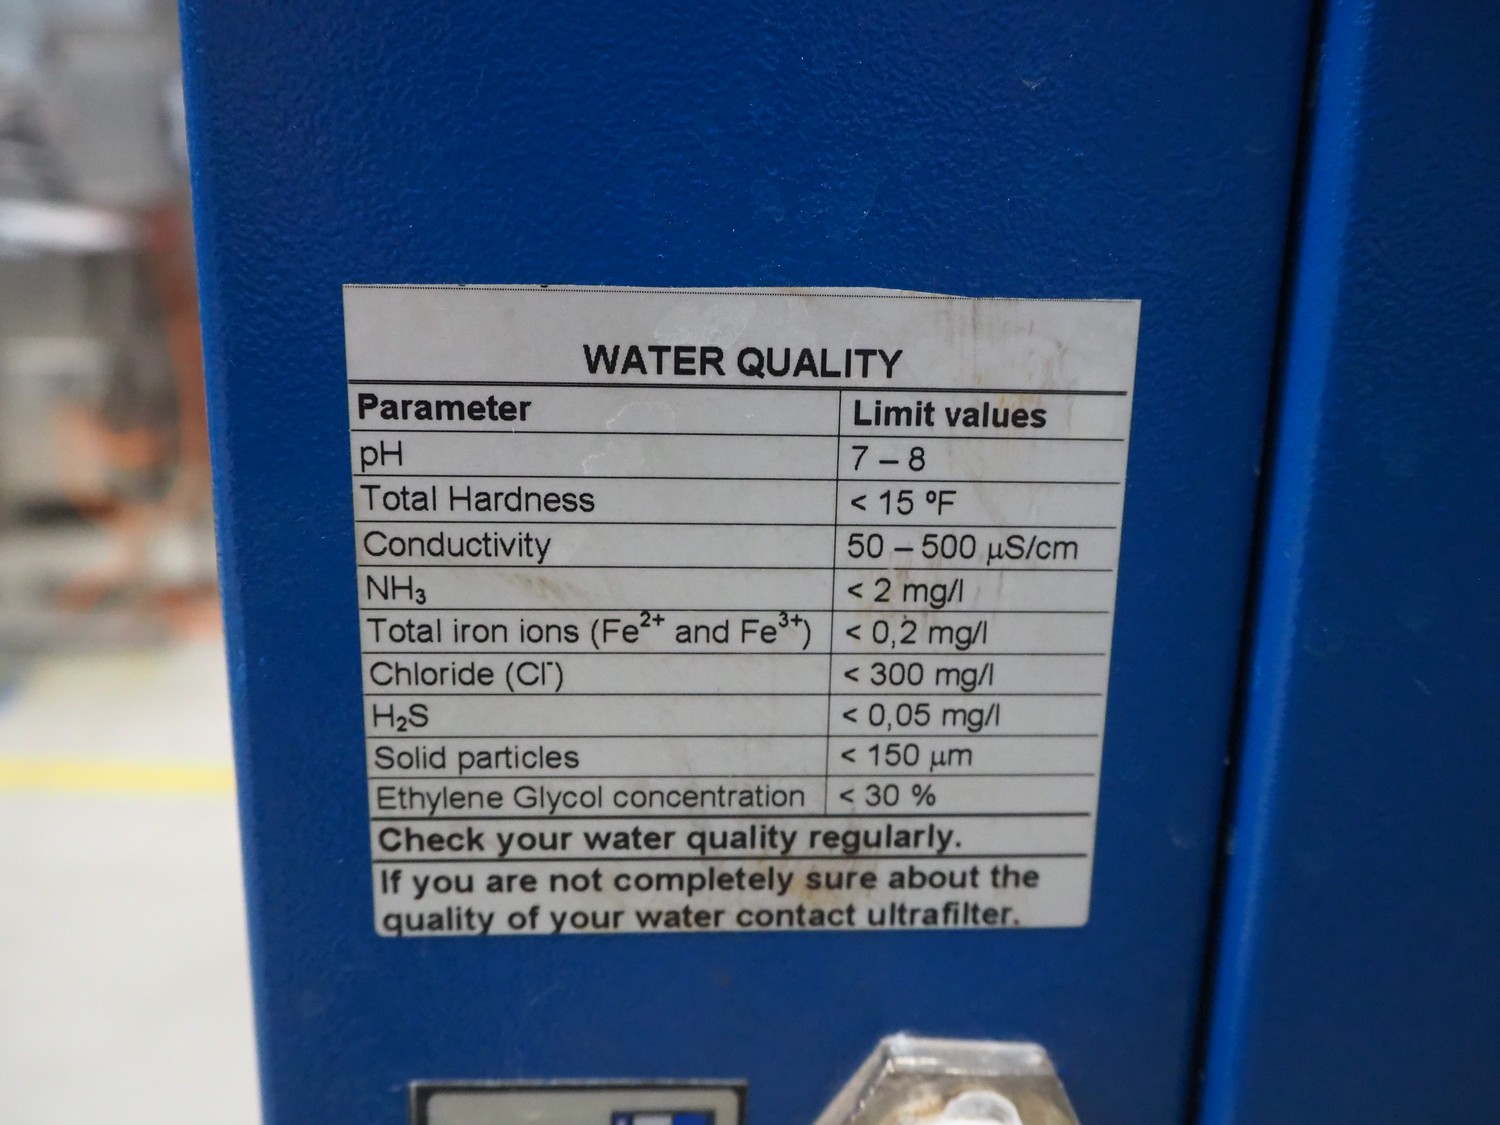 WATER QUALITY
Parameter Limit values
pH 7 – 8
Total Hardness < 15 ºF
Conductivity 50 – 500 µS/cm
NH₃ < 2 mg/l
Total iron ions (Fe²⁺ and Fe³⁺) < 0,2 mg/l
Chloride (Cl⁻) < 300 mg/l
H₂S < 0,05 mg/l
Solid particles < 150 µm
Ethylene Glycol concentration < 30 %
Check your water quality regularly.
If you are not completely sure about the
quality of your water contact ultrafilter.